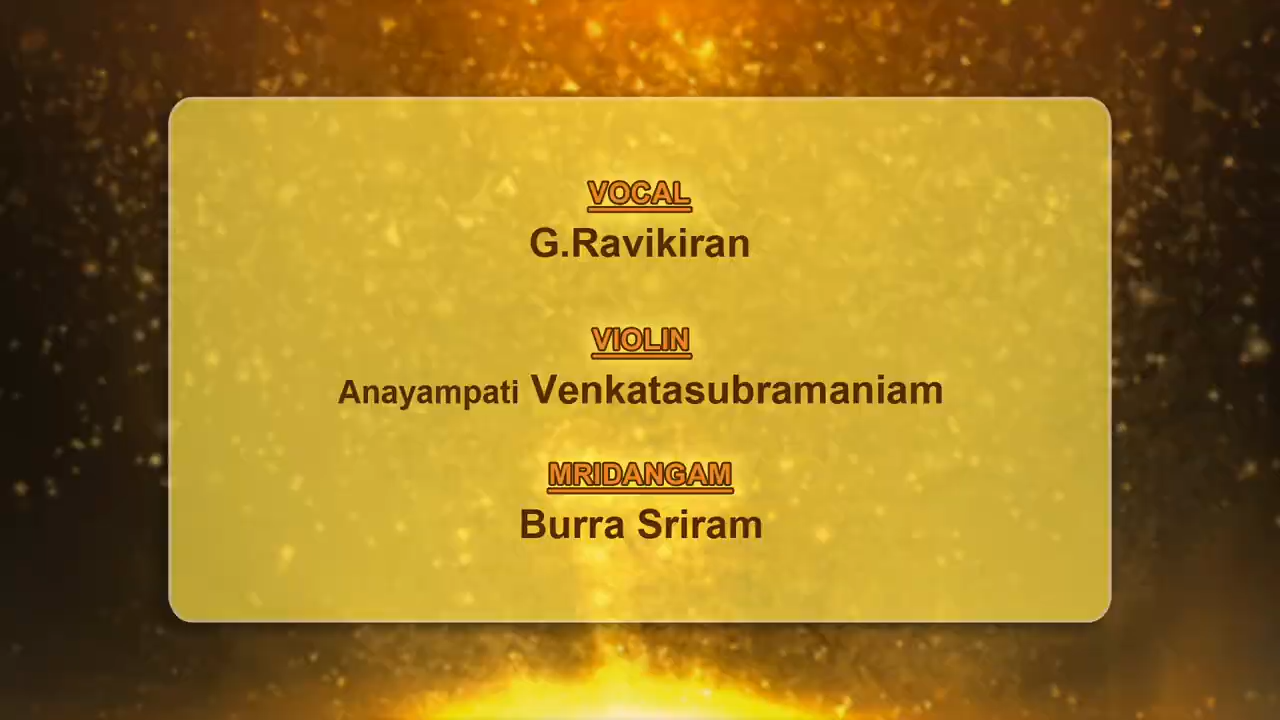 VOCAL
G.Ravikiran
VIOLIN
Anayampati Venkatasubramaniam
MRIDANGAM
Burra Sriram